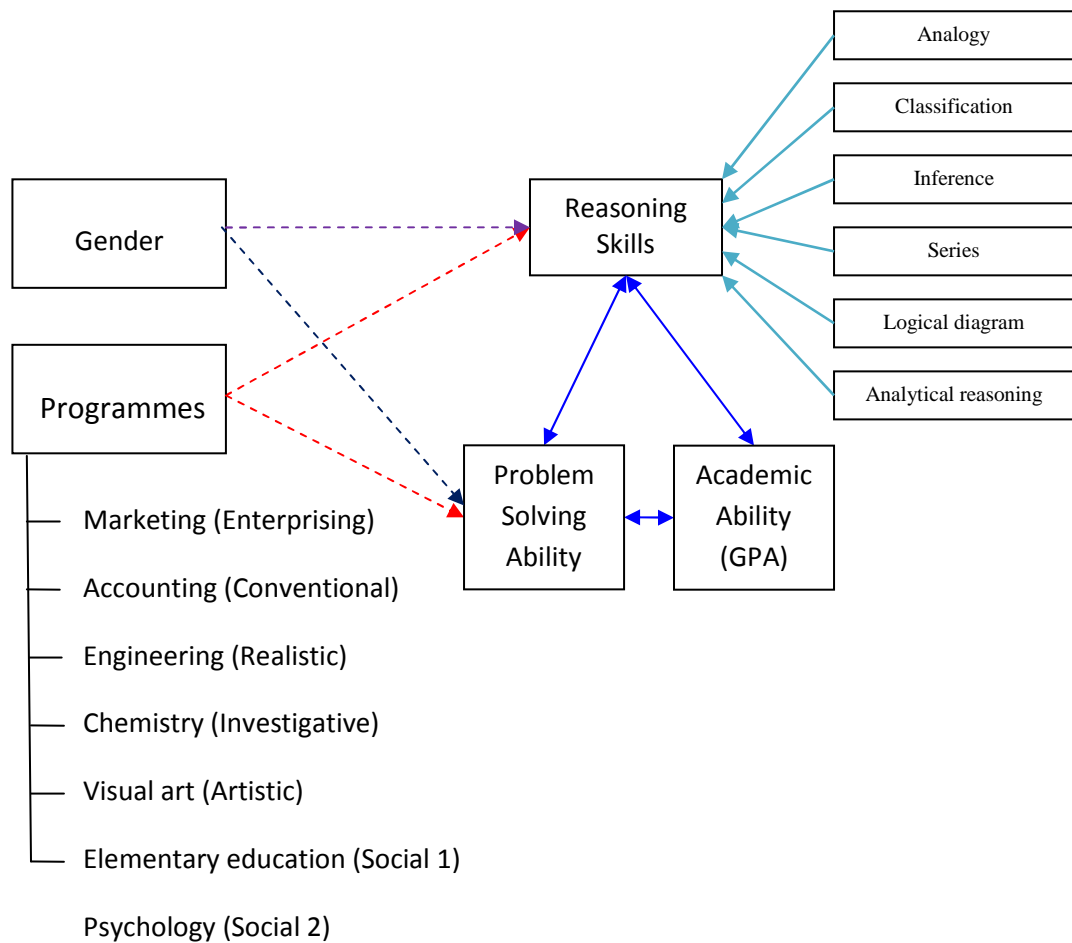 Analogy
Classification
Inference
Series
Logical diagram
Analytical reasoning
Gender
Reasoning
Skills
Programmes
Problem
Solving
Ability
Academic
Ability
(GPA)
Marketing (Enterprising)
Accounting (Conventional)
Engineering (Realistic)
Chemistry (Investigative)
Visual art (Artistic)
Elementary education (Social 1)
Psychology (Social 2)